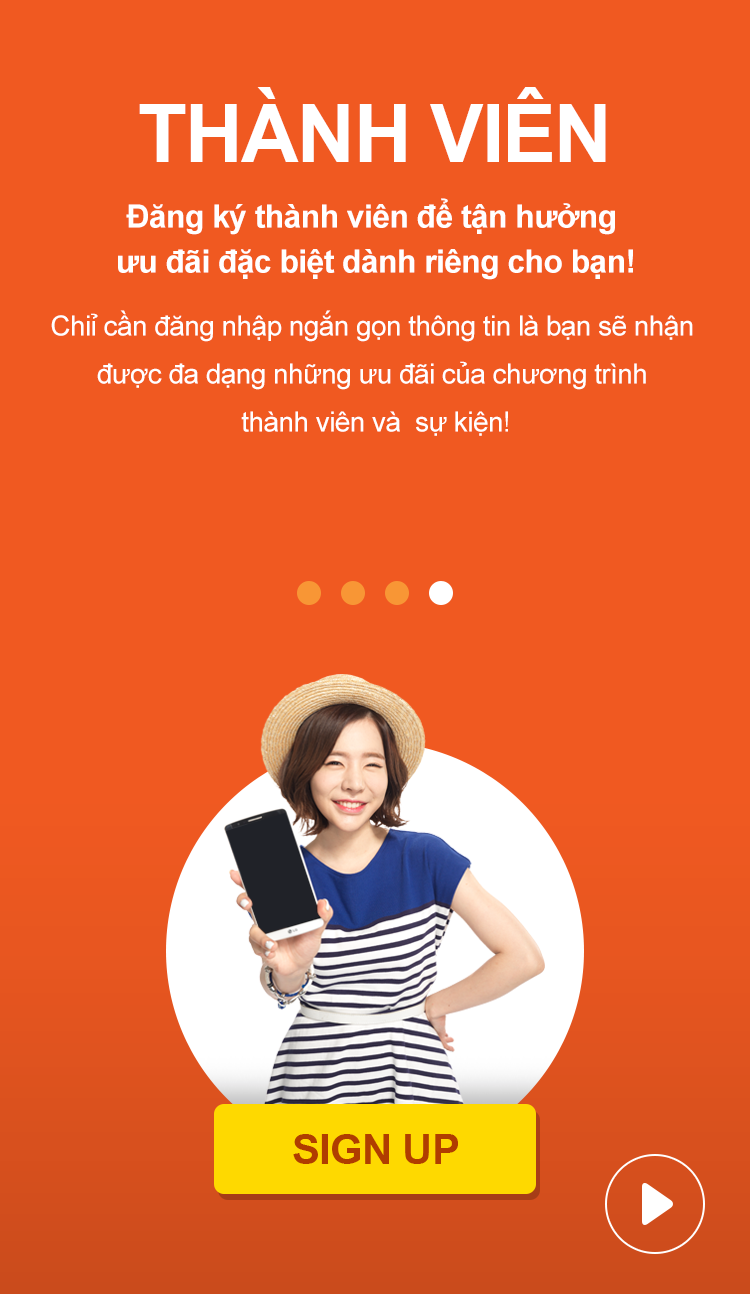 THÀNH VIÊN
Đăng ký thành viên để tận hưởng
ưu đãi đặc biệt dành riêng cho bạn!
Chỉ cần đăng nhập ngắn gọn thông tin là bạn sẽ nhận
được đa dạng những ưu đãi của chương trình
thành viên và  sự kiện!
LG
SIGN UP